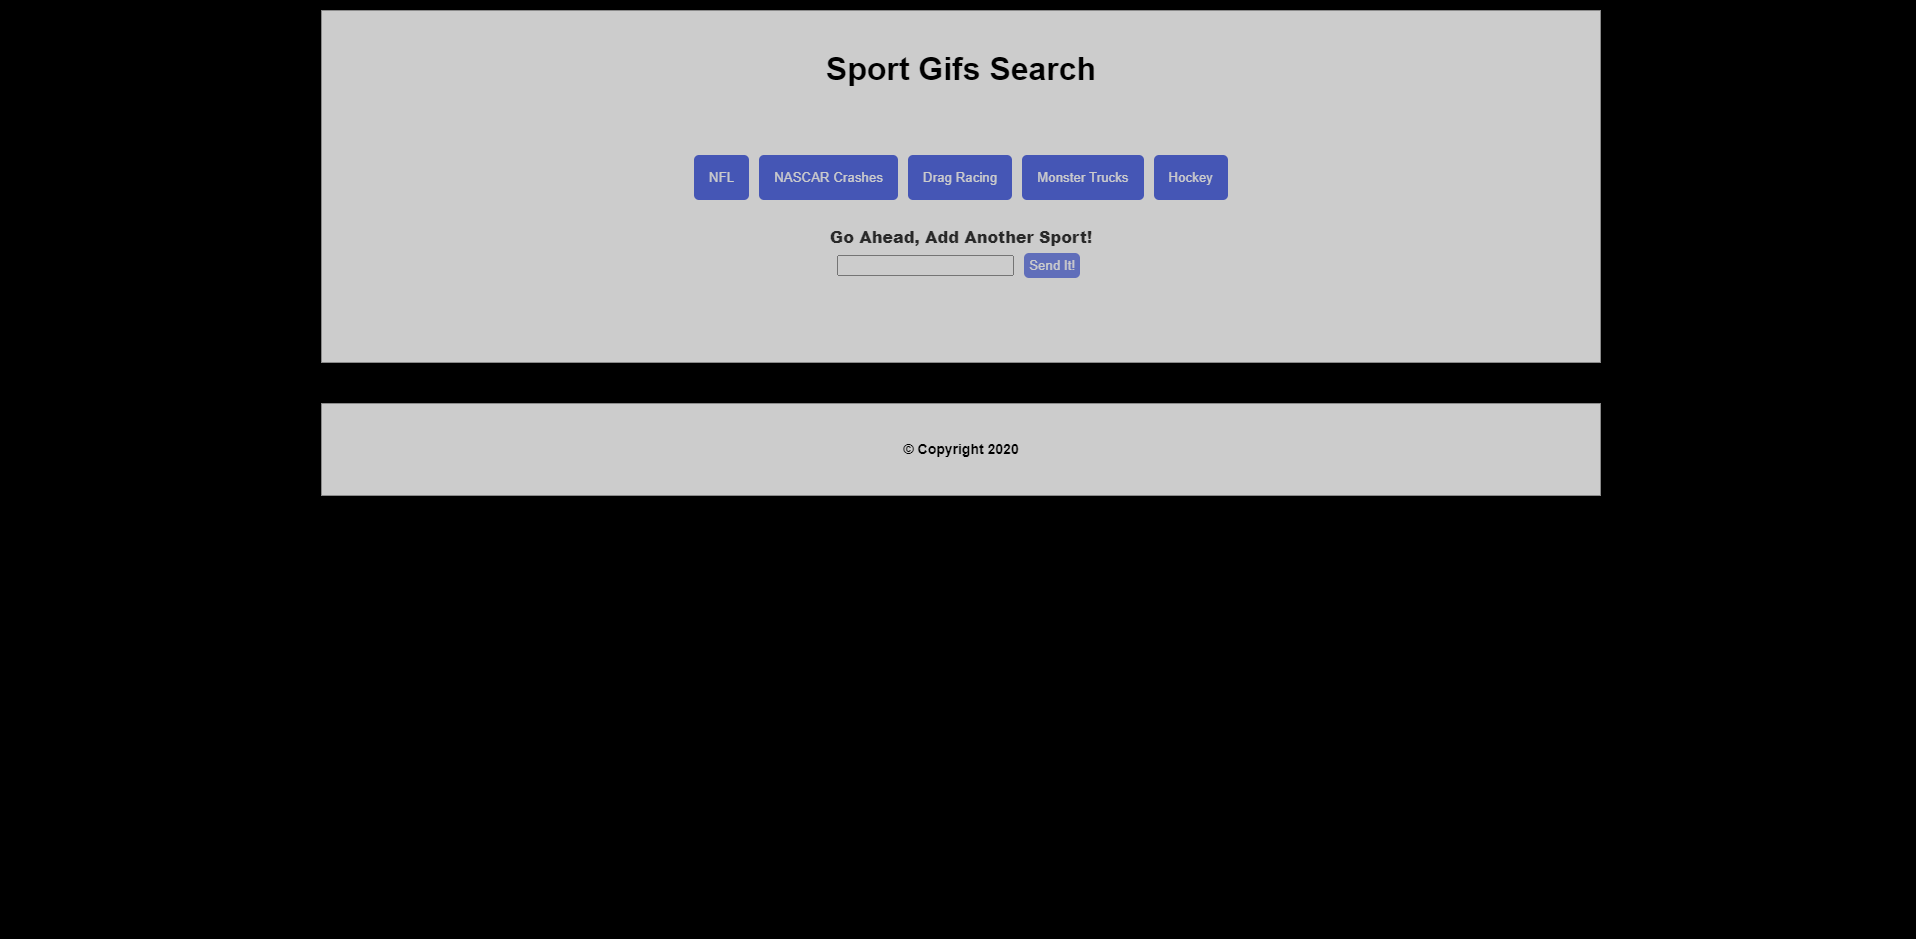 Sport Gifs Search
NFL NASCAR Crashes Drag Racing Monster Trucks Hockey
Go Ahead, Add Another Sport!
Send It!
© Copyright 2020